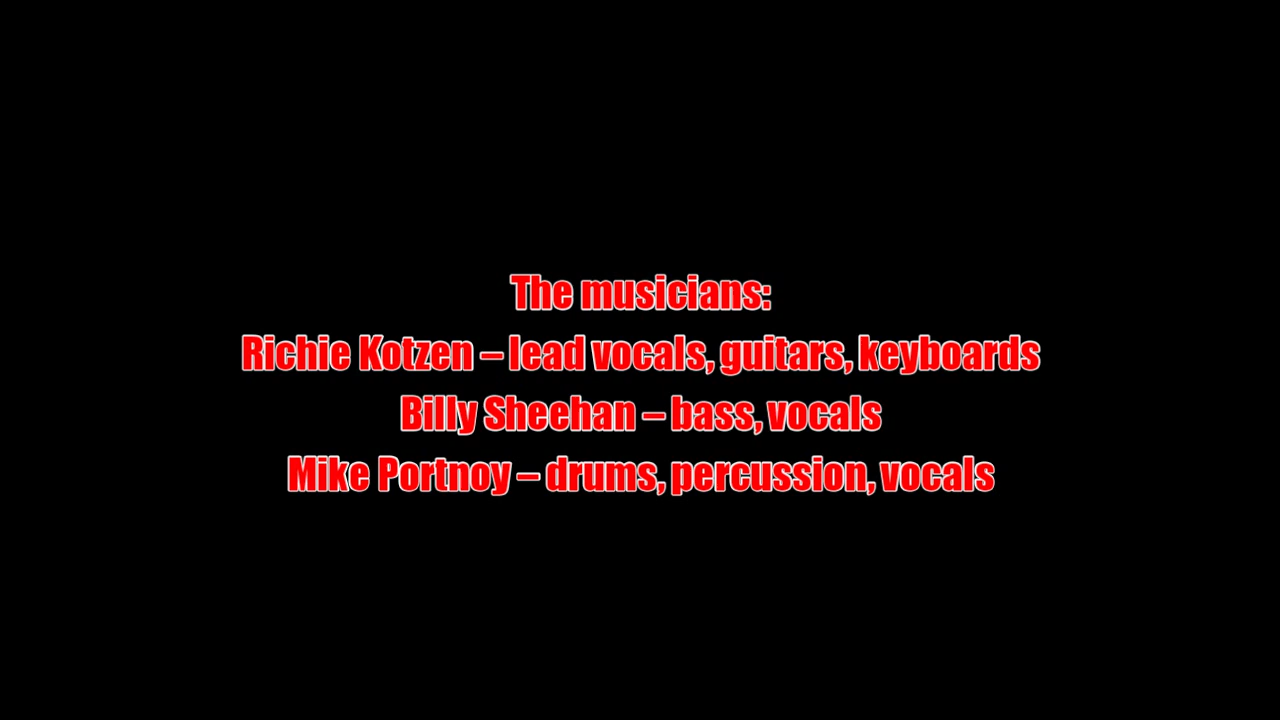 The musicians:
Richie Kotzen – lead vocals, guitars, keyboards
Billy Sheehan – bass, vocals
Mike Portnoy – drums, percussion, vocals